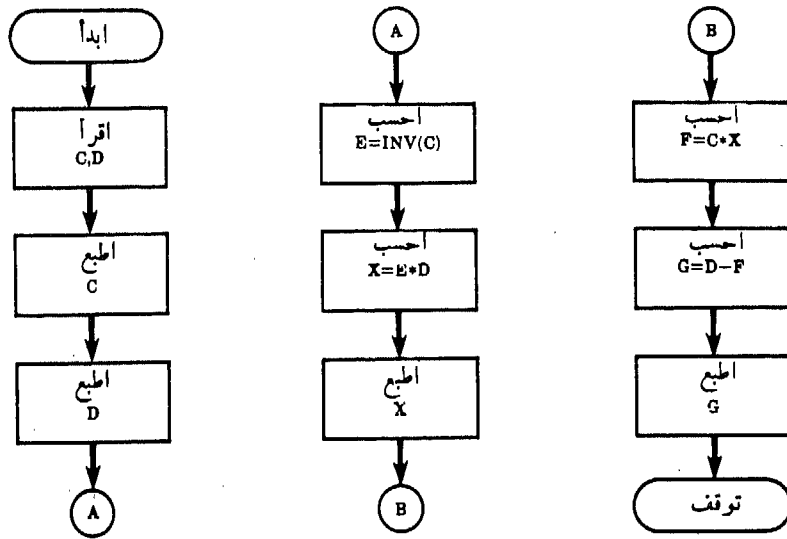 ابدأ
اقرأ
C,D
اطبع
C
اطبع
D
A
A
احسب
E=INV(C)
احسب
X=E*D
اطبع
X
B
B
احسب
F=C*X
احسب
G=D-F
اطبع
G
توقف